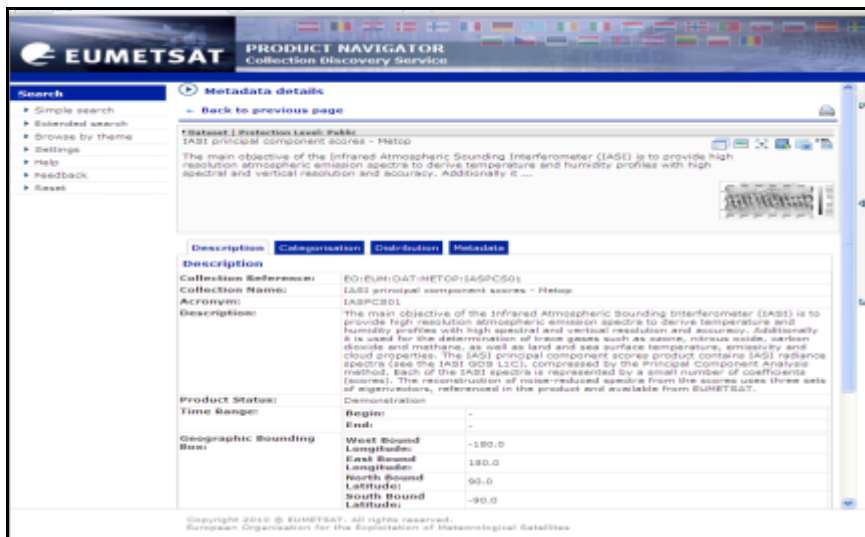 EUMETSAT
PRODUCT NAVIGATOR
Collection Discovery Service
Search
Simple search
Extended search
Browse by theme
Settings
Help
Feedback
Reset
Metadata details
Back to previous page
Dataset | Protection Level: Public
IASI principal component scores - Metop
The main objective of the Infrared Atmospheric Sounding Interferometer (IASI) is to provide high
resolution atmospheric emission spectra to derive temperature and humidity profiles with high
spectral and vertical resolution and accuracy. Additionally it ...
Description Categorisation Distribution Metadata
Description
Collection Reference: EO:EUM:DAT:METOP:IASPCS01
Collection Name: IASI principal component scores - Metop
Acronym: IASPCS01
Description: The main objective of the Infrared Atmospheric Sounding Interferometer (IASI) is to
provide high resolution atmospheric emission spectra to derive temperature and
humidity profiles with high spectral and vertical resolution and accuracy. Additionally
it is used for the determination of trace gases such as ozone, nitrous oxide, carbon
dioxide and methane, as well as land and sea surface temperature, emissivity and
cloud properties. The IASI principal component scores product contains IASI radiance
spectra (see the IASI GDS L1C), compressed by the Principal Component Analysis
method. Each of the IASI spectra is represented by a small number of coefficients
(scores). The reconstruction of noise-reduced spectra from the scores uses three sets
of eigenvectors, referenced in the product and available from EUMETSAT.
Product Status: Demonstration
Time Range: Begin: -
End: -
Geographic Bounding
Box:
West Bound
Longitude: -180.0
East Bound
Longitude: 180.0
North Bound
Latitude: 90.0
South Bound
Latitude: -90.0
Copyright 2010 @ EUMETSAT. All rights reserved.
European Organisation for the Exploitation of Meteorological Satellites